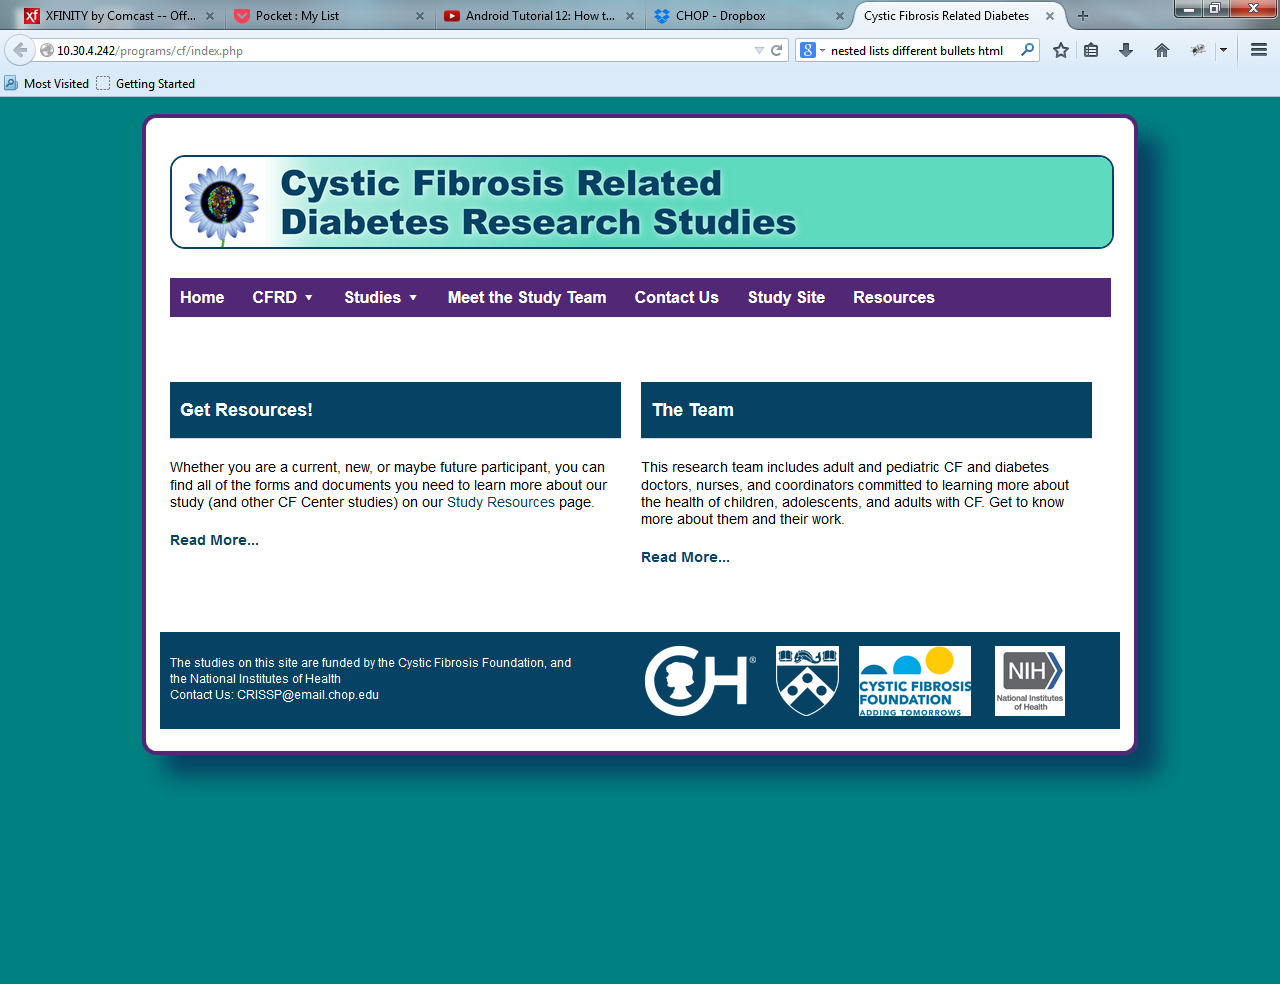 XFINITY by Comcast -- Off...
Pocket : My List
Android Tutorial 12: How t...
CHOP - Dropbox
Cystic Fibrosis Related Diabetes
10.30.4.242/programs/cf/index.php
nested lists different bullets html
Most Visited
Getting Started
Cystic Fibrosis Related
Diabetes Research Studies
Home CFRD Studies Meet the Study Team Contact Us Study Site Resources
Get Resources!
Whether you are a current, new, or maybe future participant, you can
find all of the forms and documents you need to learn more about our
study (and other CF Center studies) on our Study Resources page.
Read More...
The Team
This research team includes adult and pediatric CF and diabetes
doctors, nurses, and coordinators committed to learning more about
the health of children, adolescents, and adults with CF. Get to know
more about them and their work.
Read More...
The studies on this site are funded by the Cystic Fibrosis Foundation, and
the National Institutes of Health
Contact Us: CRISSP@email.chop.edu
CH®
CYSTIC FIBROSIS
FOUNDATION
ADDING TOMORROWS
NIH
National Institutes
of Health